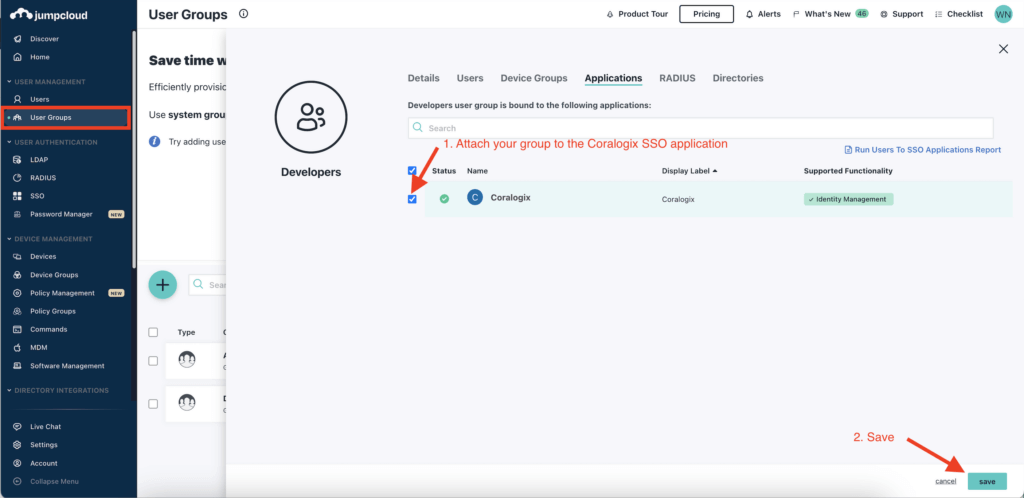 jumpcloud
User Groups
Product Tour
Pricing
Alerts
What's New 46
Support
Checklist
WN
Discover
Home
USER MANAGEMENT
Users
User Groups
USER AUTHENTICATION
LDAP
RADIUS
SSO
Password Manager NEW
DEVICE MANAGEMENT
Devices
Device Groups
Policy Management NEW
Policy Groups
Commands
MDM
Software Management
DIRECTORY INTEGRATIONS
Live Chat
Settings
Account
Collapse Menu
Save time w
Efficiently provisio
Use system grou
Try adding use
Sear
Type
Developers
Details Users Device Groups Applications RADIUS Directories
Developers user group is bound to the following applications:
Search
1. Attach your group to the Coralogix SSO application
Run Users To SSO Applications Report
Status Name Display Label Supported Functionality
C Coralogix Coralogix ✓ Identity Management
2. Save
cancel save